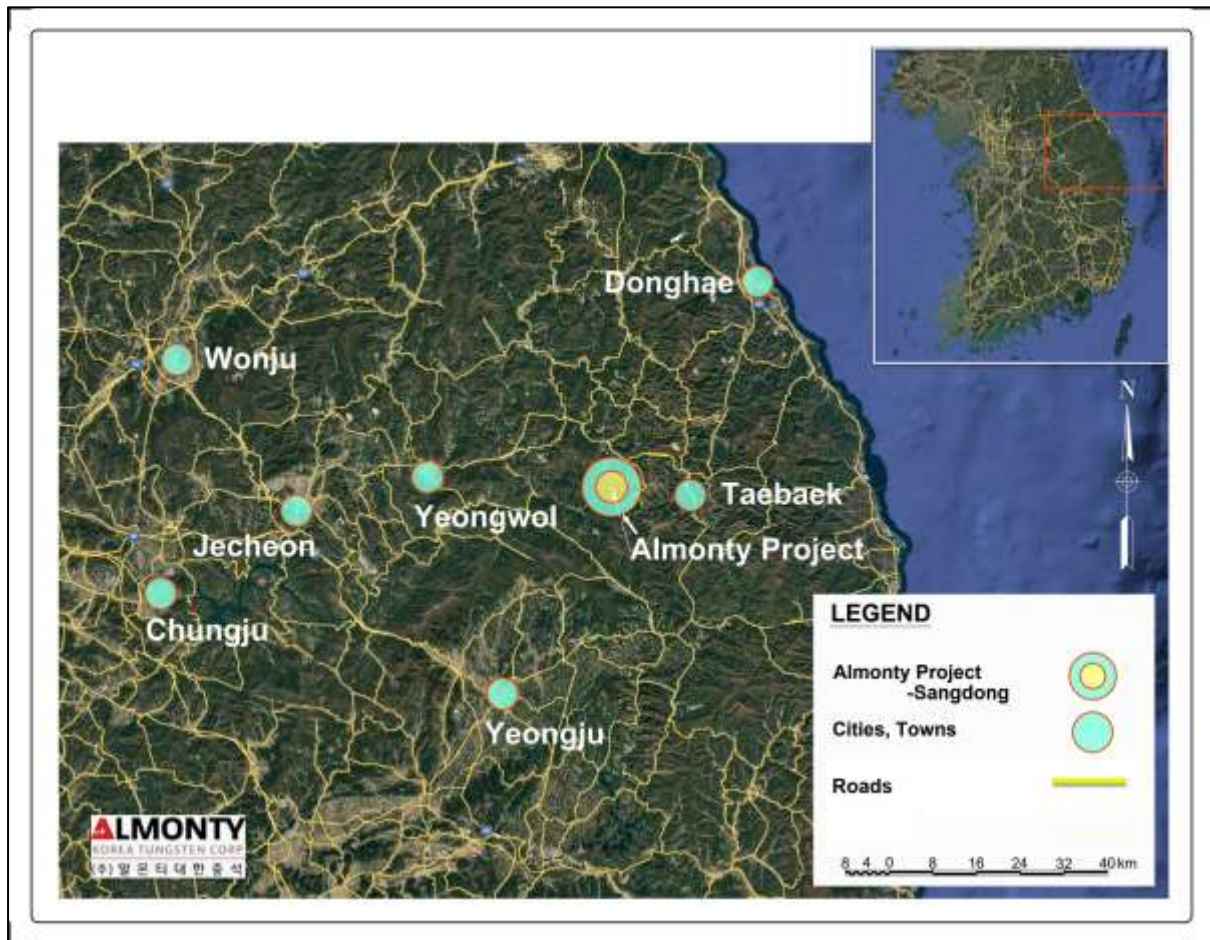 Donghae
Wonju
N
Yeongwol
Taebaek
Jecheon
Almonty Project
Chungju
Yeongju
LEGEND
Almonty Project
-Sangdong
Cities, Towns
Roads
8 4 0 8 16 24 32 40 km
ALMONTY
KOREA TUNGSTEN CORP
(주) 알 몬 티 대 한 중 석